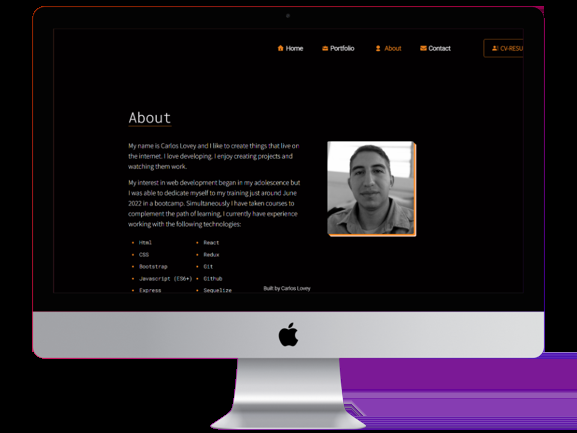 Home Portfolio About Contact CV-RESU
About
My name is Carlos Lovey and I like to create things that live on
the internet. I love developing, I enjoy creating projects and
watching them work.
My interest in web development began in my adolescence but
I was able to dedicate myself to my training just around June
2022 in a bootcamp. Simultaneously I have taken courses to
complement the path of learning, I currently have experience
working with the following technologies:
Html React
CSS Redux
Bootstrap Git
Javascript (ES6+) Github
Express Sequelize
Built by Carlos Lovey